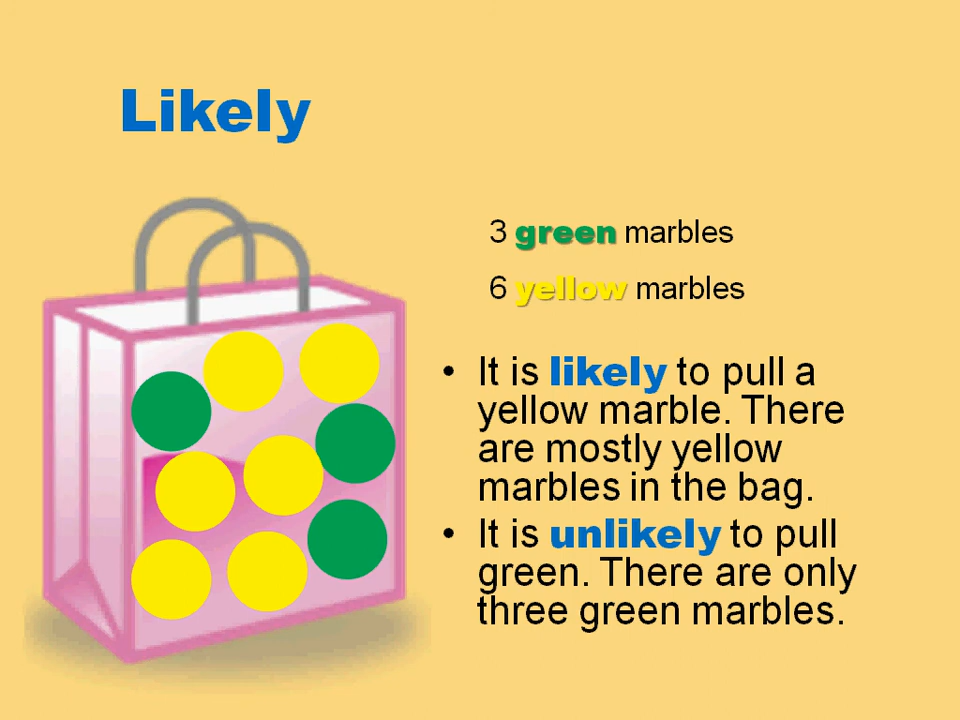 Likely
3 green marbles
6 yellow marbles
• It is likely to pull a
yellow marble. There
are mostly yellow
marbles in the bag.
• It is unlikely to pull
green. There are only
three green marbles.